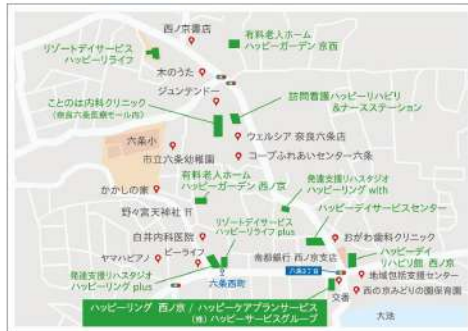 西ノ京書店
有料老人ホーム
ハッピーガーデン 京西
リゾートデイサービス
ハッピーリライフ
木のうた
ジュンテンドー
訪問看護ハッピーリハビリ
&ナースステーション
ことのは内科クリニック
(奈良六条医療モール内)
ウェルシア 奈良六条店
六条小
市立六条幼稚園
コープふれあいセンター六条
有料老人ホーム
ハッピーガーデン 西ノ京
発達支援リハスタジオ
ハッピーリング with
かかしの家
野々宮天神社
リゾートデイサービス
ハッピーリライフ plus
ハッピーデイサービスセンター
白井内科医院
おがわ歯科クリニック
ビーライフ
南都銀行 西ノ京支店
ハッピーデイ
リハビリ館 西ノ京
ヤマハピアノ
六条2丁目
地域包括支援センター
発達支援リハスタジオ
ハッピーリング plus
六条西町
西の京みどりの園保育園
交番
ハッピーリング 西ノ京 / ハッピーケアプランサービス
(株) ハッピーサービスグループ
大池